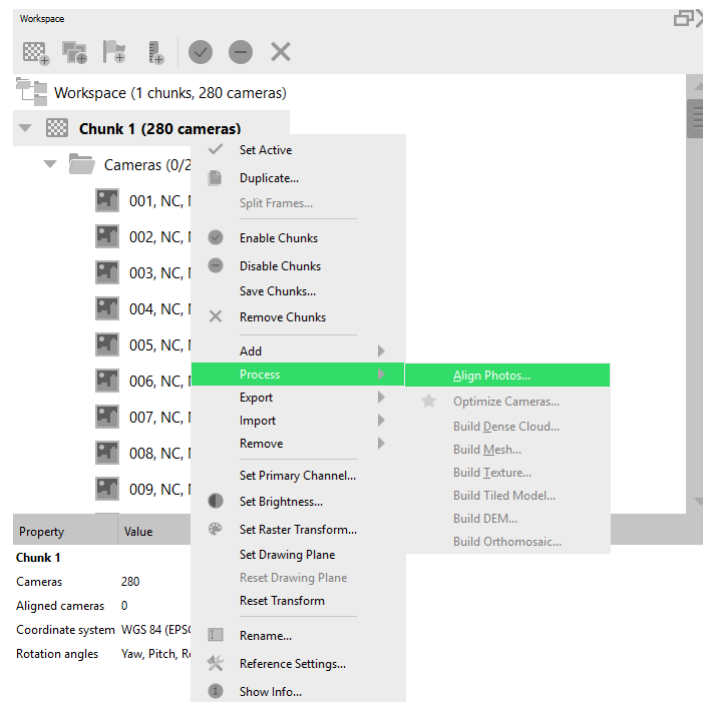 Workspace
Workspace (1 chunks, 280 cameras)
Chunk 1 (280 cameras)
Cameras (0/2
001, NC,
002, NC,
003, NC,
004, NC,
005, NC,
006, NC,
007, NC,
008, NC,
009, NC,
Set Active
Duplicate...
Split Frames...
Enable Chunks
Disable Chunks
Save Chunks...
Remove Chunks
Add
Process
Export
Import
Remove
Set Primary Channel...
Set Brightness...
Set Raster Transform...
Set Drawing Plane
Reset Drawing Plane
Reset Transform
Rename...
Reference Settings...
Show Info...
Align Photos...
Optimize Cameras...
Build Dense Cloud...
Build Mesh...
Build Texture...
Build Tiled Model...
Build DEM...
Build Orthomosaic...
Property Value
Chunk 1
Cameras 280
Aligned cameras 0
Coordinate system WGS 84 (EPSG
Rotation angles Yaw, Pitch, Ro